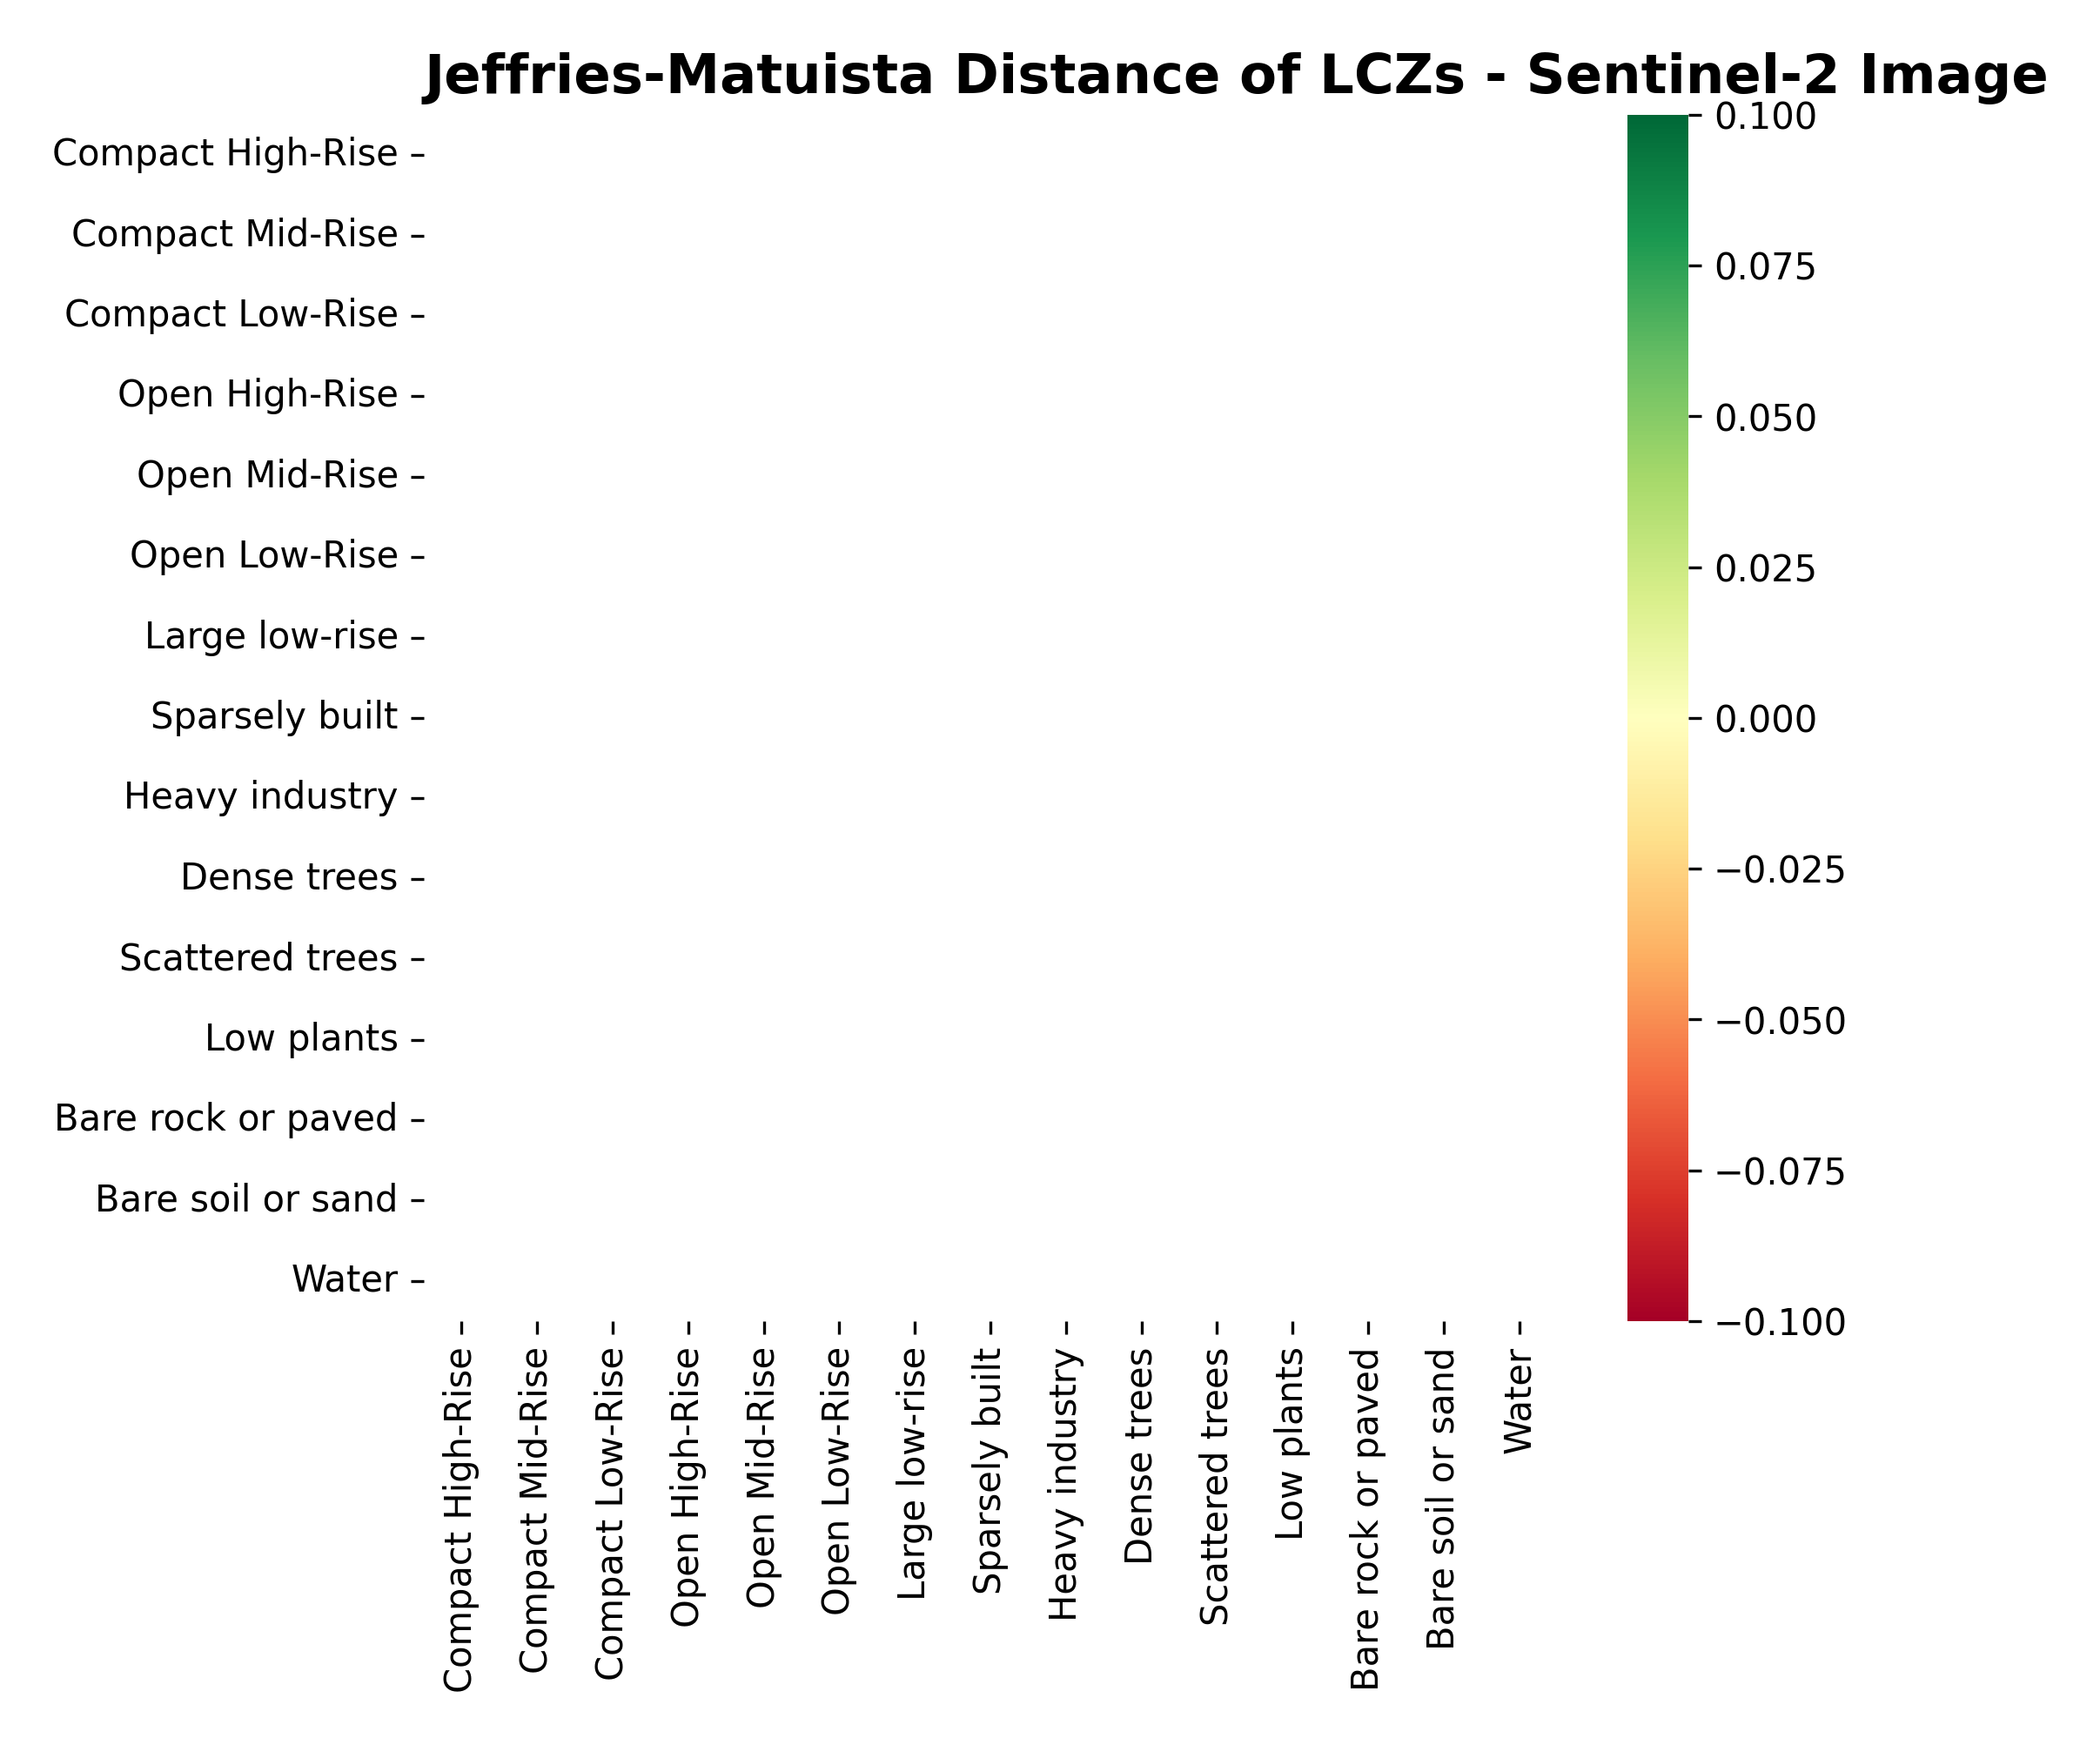 Jeffries-Matuista Distance of LCZs - Sentinel-2 Image
Compact High-Rise
Compact Mid-Rise
Compact Low-Rise
Open High-Rise
Open Mid-Rise
Open Low-Rise
Large low-rise
Sparsely built
Heavy industry
Dense trees
Scattered trees
Low plants
Bare rock or paved
Bare soil or sand
Water
Compact High-Rise
Compact Mid-Rise
Compact Low-Rise
Open High-Rise
Open Mid-Rise
Open Low-Rise
Large low-rise
Sparsely built
Heavy industry
Dense trees
Scattered trees
Low plants
Bare rock or paved
Bare soil or sand
Water
0.100
0.075
0.050
0.025
0.000
−0.025
−0.050
−0.075
−0.100